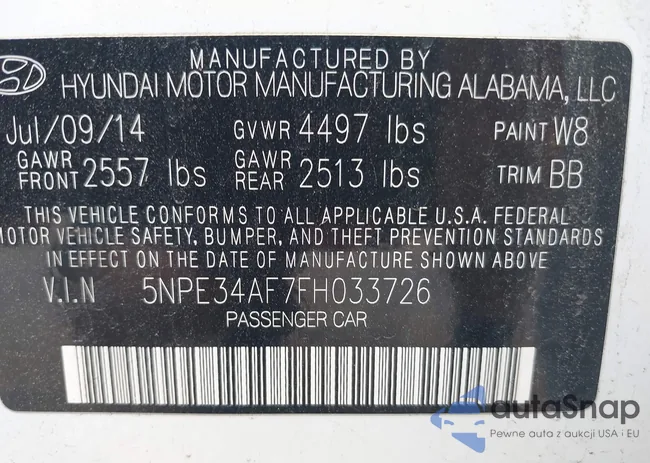 MANUFACTURED BY
HYUNDAI MOTOR MANUFACTURING ALABAMA, LLC
Jul/09/14 GVWR 4497 lbs PAINT W8
GAWR FRONT 2557 lbs GAWR REAR 2513 lbs TRIM BB
THIS VEHICLE CONFORMS TO ALL APPLICABLE U.S.A. FEDERAL
MOTOR VEHICLE SAFETY, BUMPER, AND THEFT PREVENTION STANDARDS
IN EFFECT ON THE DATE OF MANUFACTURE SHOWN ABOVE
V.I.N 5NPE34AF7FH033726
PASSENGER CAR
autaSnap
Pewne auta z aukcji USA i EU